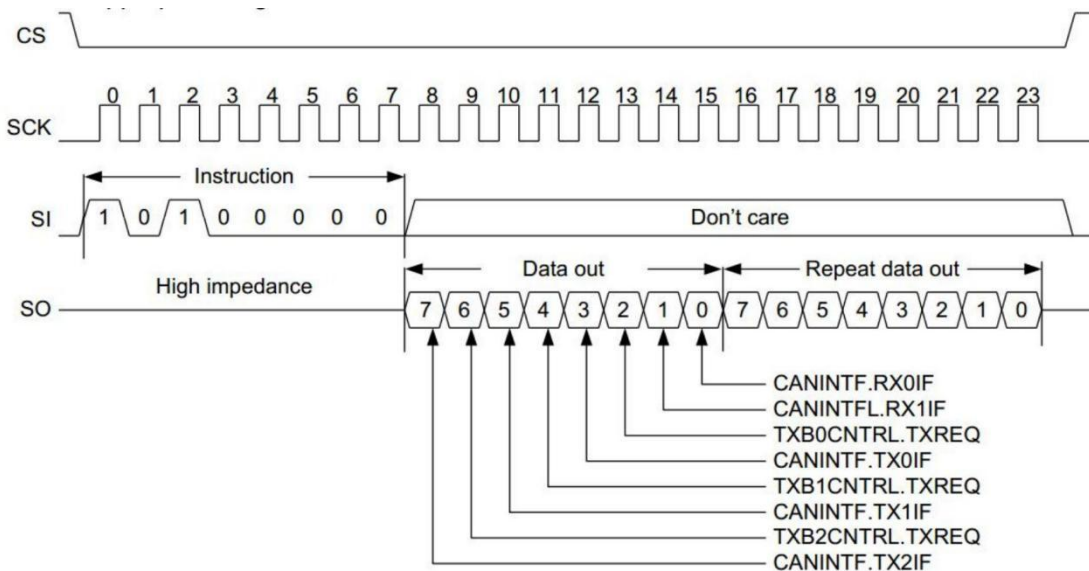 CS
0 1 2 3 4 5 6 7 8 9 10 11 12 13 14 15 16 17 18 19 20 21 22 23
SCK
Instruction
SI 1 0 1 0 0 0 0 0 Don't care
High impedance Data out Repeat data out
SO 7 6 5 4 3 2 1 0 7 6 5 4 3 2 1 0
CANINTF.RX0IF
CANINTFL.RX1IF
TXB0CNTRL.TXREQ
CANINTF.TX0IF
TXB1CNTRL.TXREQ
CANINTF.TX1IF
TXB2CNTRL.TXREQ
CANINTF.TX2IF